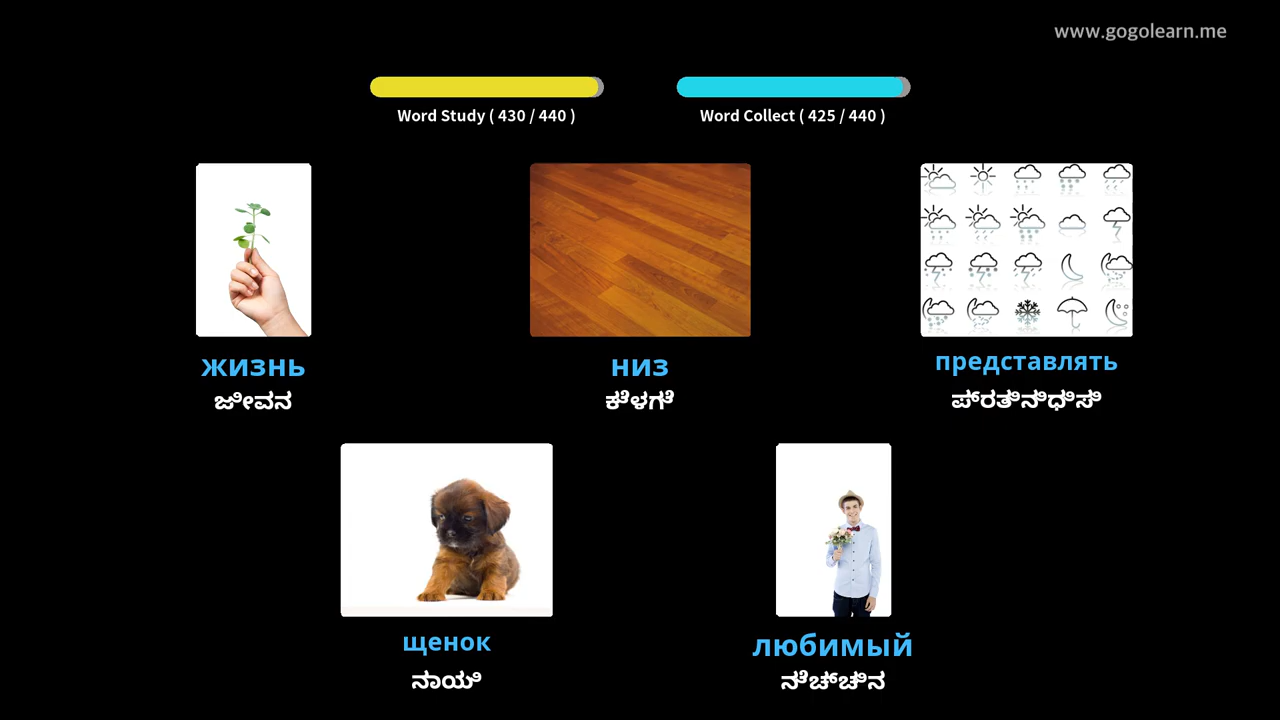 www.gogolearn.me
Word Study ( 430 / 440 )
Word Collect ( 425 / 440 )
жизнь
ಜೀವನ
низ
ಕೆಳಗೆ
представлять
ಪ್ರತಿನಿಧಿಸಿ
щенок
ನಾಯಿ
любимый
ನೆಚ್ಚಿನ